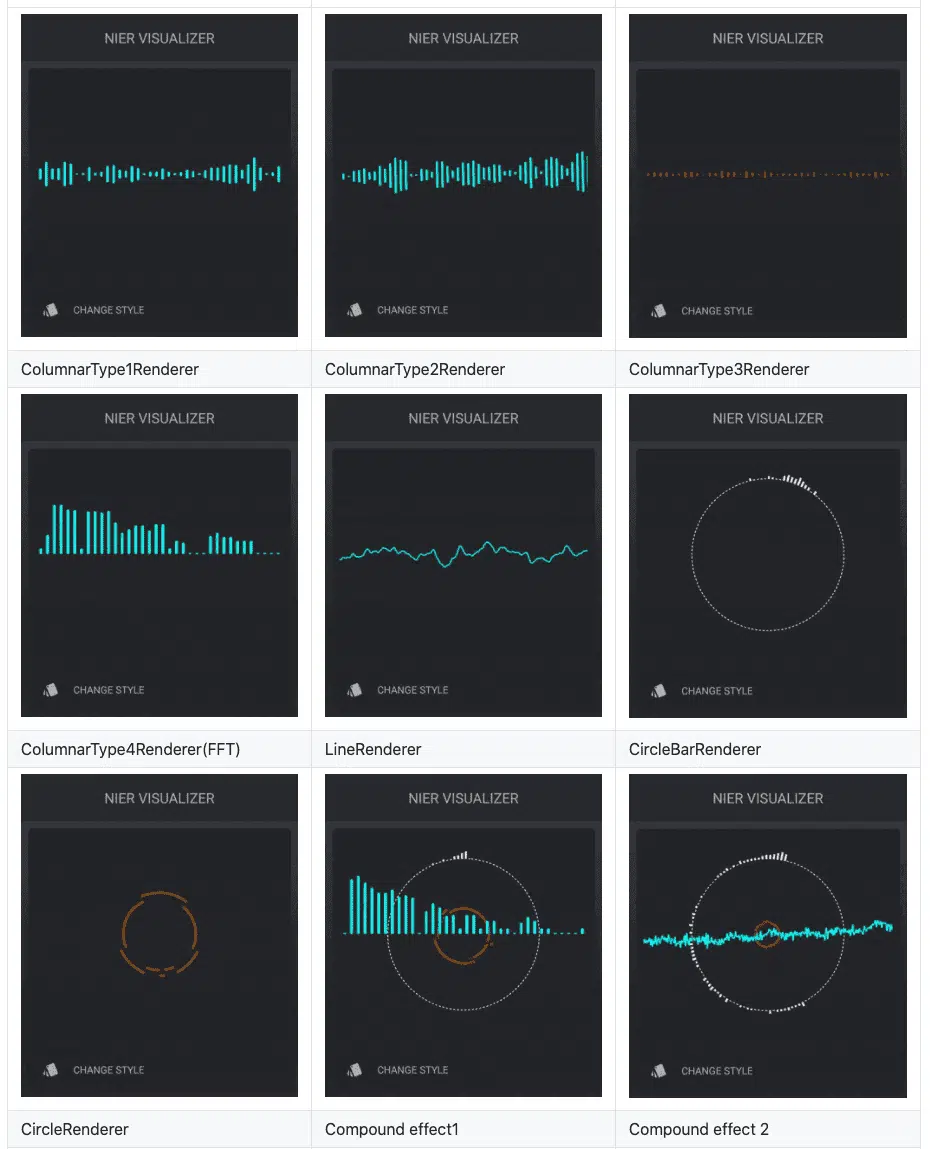 NIER VISUALIZER
NIER VISUALIZER
NIER VISUALIZER
CHANGE STYLE
CHANGE STYLE
CHANGE STYLE
ColumnarType1Renderer
ColumnarType2Renderer
ColumnarType3Renderer
NIER VISUALIZER
NIER VISUALIZER
NIER VISUALIZER
CHANGE STYLE
CHANGE STYLE
CHANGE STYLE
ColumnarType4Renderer(FFT)
LineRenderer
CircleBarRenderer
NIER VISUALIZER
NIER VISUALIZER
NIER VISUALIZER
CHANGE STYLE
CHANGE STYLE
CHANGE STYLE
CircleRenderer
Compound effect1
Compound effect 2